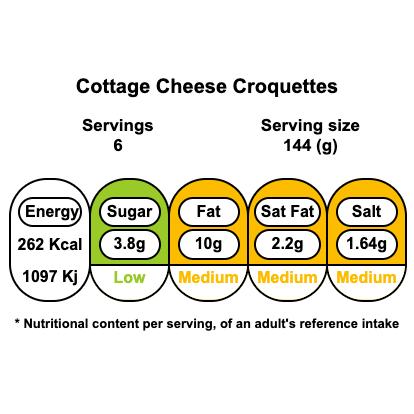 Cottage Cheese Croquettes
Servings
6
Serving size
144 (g)
Energy
262 Kcal
1097 Kj
Sugar
3.8g
Low
Fat
10g
Medium
Sat Fat
2.2g
Medium
Salt
1.64g
Medium
* Nutritional content per serving, of an adult's reference intake